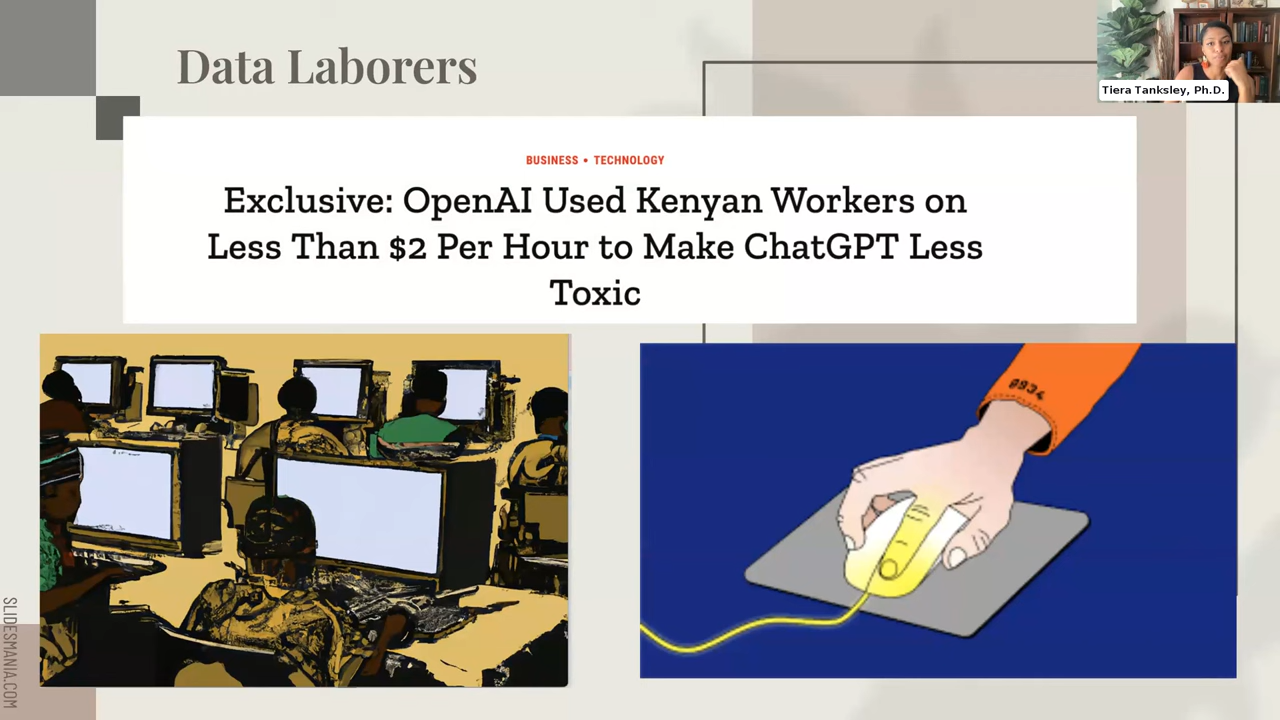 Data Laborers
Tiera Tanksley, Ph.D.
BUSINESS • TECHNOLOGY
Exclusive: OpenAI Used Kenyan Workers on
Less Than $2 Per Hour to Make ChatGPT Less
Toxic
0934
SLIDESMANIA.COM